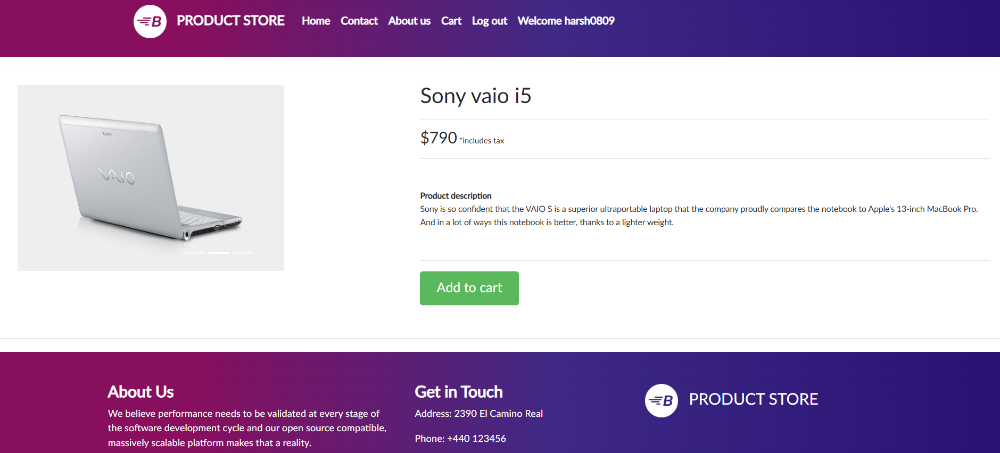 B PRODUCT STORE Home Contact About us Cart Log out Welcome harsh0809
SONY
VAIO
Sony vaio i5
$790 *includes tax
Product description
Sony is so confident that the VAIO S is a superior ultraportable laptop that the company proudly compares the notebook to Apple's 13-inch MacBook Pro.
And in a lot of ways this notebook is better, thanks to a lighter weight.
Add to cart
About Us
We believe performance needs to be validated at every stage of
the software development cycle and our open source compatible,
massively scalable platform makes that a reality.
Get in Touch
Address: 2390 El Camino Real
Phone: +440 123456
B PRODUCT STORE